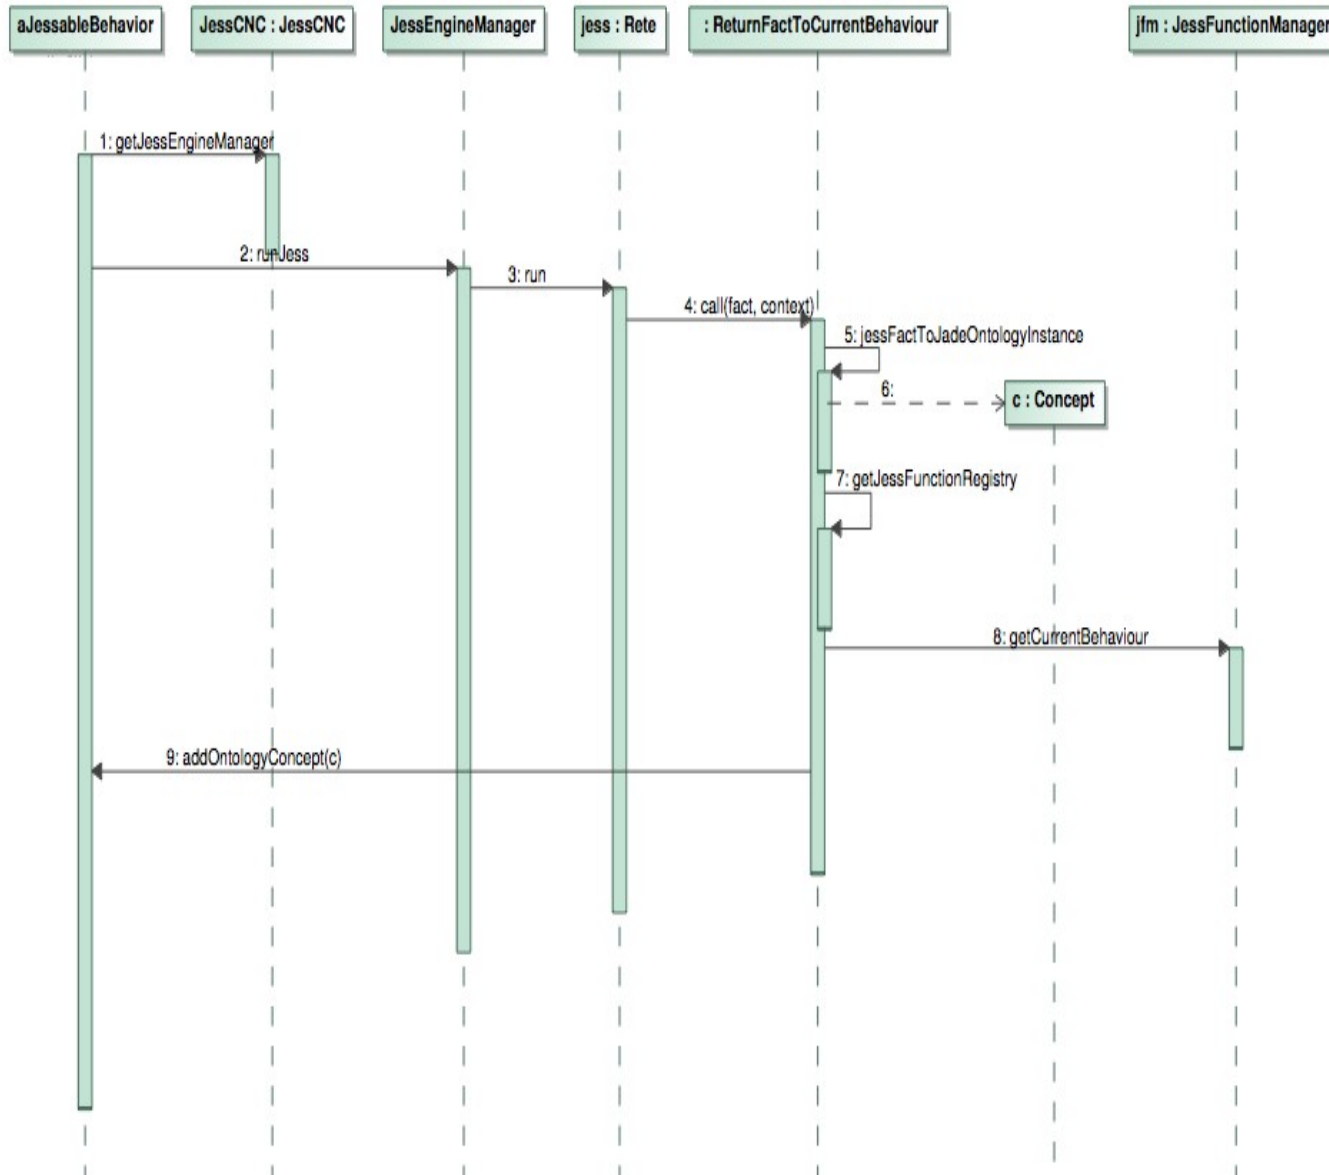 aJessableBehavior
JessCNC : JessCNC
JessEngineManager
jess : Rete
: ReturnFactToCurrentBehaviour
jfm : JessFunctionManager
1: getJessEngineManager
2: runJess
3: run
4: call(fact, context)
5: jessFactToJadeOntologyInstance
6:
c : Concept
7: getJessFunctionRegistry
8: getCurrentBehaviour
9: addOntologyConcept(c)